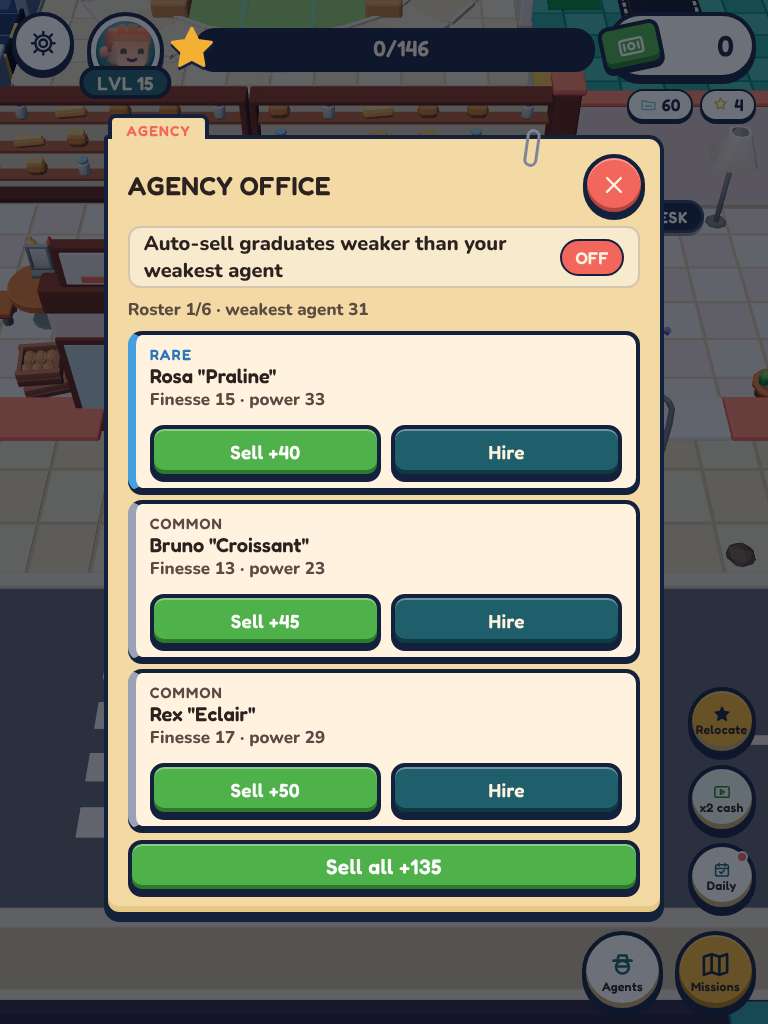 0/146
0
LVL 15
60
4
AGENCY
AGENCY OFFICE
ESK
Auto-sell graduates weaker than your
weakest agent
OFF
Roster 1/6 · weakest agent 31
RARE
Rosa "Praline"
Finesse 15 · power 33
Sell +40
Hire
COMMON
Bruno "Croissant"
Finesse 13 · power 23
Sell +45
Hire
COMMON
Rex "Eclair"
Finesse 17 · power 29
Sell +50
Hire
Sell all +135
Relocate
x2 cash
Daily
Agents
Missions